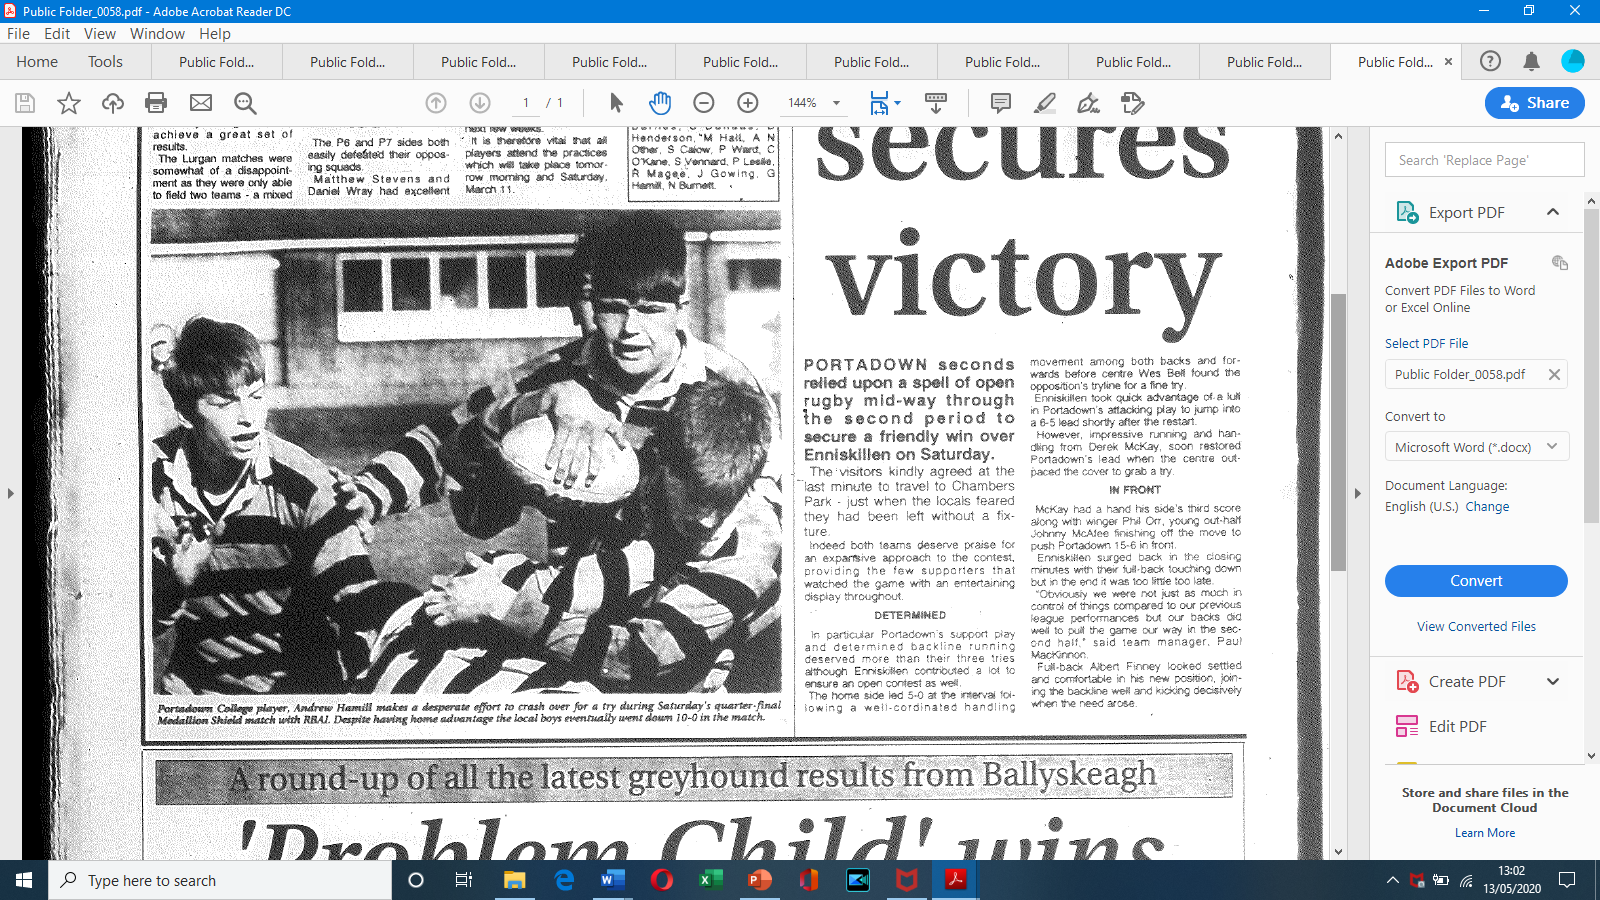 Public Folder_0058.pdf - Adobe Acrobat Reader DC
File Edit View Window Help
Home Tools Public Fold... Public Fold... Public Fold... Public Fold... Public Fold... Public Fold... Public Fold... Public Fold... Public Fold... Public Fold...
1 / 1 144% Share
achieve a great set of
results.
The Lurgan matches were
somewhat of a disappoint-
ment as they were only able
to field two teams - a mixed
The P6 and P7 sides both
easily defeated their oppos-
ing squads.
Matthew Stevens and
Daniel Wray had excellent
next few weeks.
It is therefore vital that all
players attend the practices
which will take place tomor-
row morning and Saturday,
March 11.
Henderson, M Hall, A N
Other, S Calow, P Ward, C
O'Kane, S Vennard, P Leslie,
R Magee, J Gowing, G
Hamill, N Burnett.
secures
victory
PORTADOWN seconds
relied upon a spell of open
rugby mid-way through
the second period to
secure a friendly win over
Enniskillen on Saturday.
The visitors kindly agreed at the
last minute to travel to Chambers
Park - just when the locals feared
they had been left without a fix-
ture.
Indeed both teams deserve praise for
an expansive approach to the contest,
providing the few supporters that
watched the game with an entertaining
display throughout.
DETERMINED
In particular Portadown's support play
and determined backline running
deserved more than their three tries
although Enniskillen contributed a lot to
ensure an open contest as well.
The home side led 5-0 at the interval fol-
lowing a well-cordinated handling
movement among both backs and for-
wards before centre Wes Bell found the
opposition's tryline for a fine try.
Enniskillen took quick advantage of a lull
in Portadown's attacking play to jump into
a 6-5 lead shortly after the restart.
However, impressive running and han-
dling from Derek McKay, soon restored
Portadown's lead when the centre out-
paced the cover to grab a try.
IN FRONT
McKay had a hand his side's third score
along with winger Phil Orr, young out-half
Johnny McAfee finishing off the move to
push Portadown 15-6 in front.
Enniskillen surged back in the closing
minutes with their full-back touching down
but in the end it was too little too late.
"Obviously we were not just as much in
control of things compared to our previous
league performances but our backs did
well to pull the game our way in the sec-
ond half," said team manager, Paul
MacKinnon.
Full-back Albert Finney looked settled
and comfortable in his new position, join-
ing the backline well and kicking decisively
when the need arose.
Portadown College player, Andrew Hamill makes a desperate effort to crash over for a try during Saturday's quarter-final
Medallion Shield match with RBAI. Despite having home advantage the local boys eventually went down 10-0 in the match.
A round-up of all the latest greyhound results from Ballyskeagh
'Problem Child' wins
Search 'Replace Page'
Export PDF
Adobe Export PDF
Convert PDF Files to Word
or Excel Online
Select PDF File
Public Folder_0058.pdf
Convert to
Microsoft Word (*.docx)
Document Language:
English (U.S.) Change
Convert
View Converted Files
Create PDF
Edit PDF
Store and share files in the
Document Cloud
Learn More
Type here to search
13:02
13/05/2020